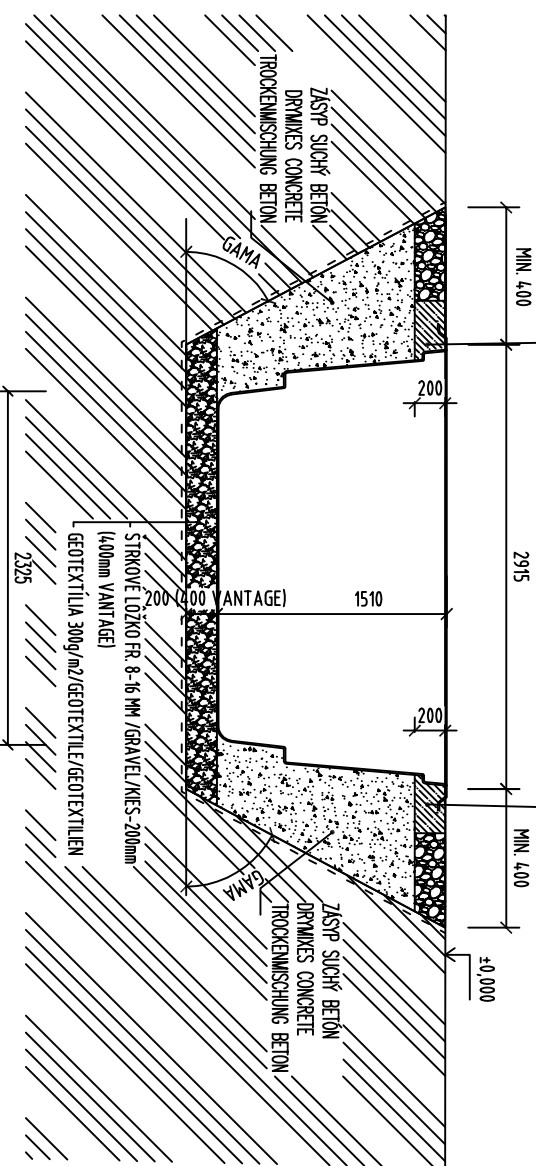 ZÁSYP SUCHÝ BETÓN
DRYMIXES CONCRETE
TROCKENMISCHUNG BETON
GAMA
MIN. 400
200
2915
200 (400 VANTAGE)
1510
2325
ŠTRKOVÉ LÔŽKO FR. 8-16 MM /GRAVEL/KIES-200mm
(400mm VANTAGE)
GEOTEXTÍLIA 300g/m2/GEOTEXTILE/GEOTEXTILIEN
200
MIN. 400
GAMA
ZÁSYP SUCHÝ BETÓN
DRYMIXES CONCRETE
TROCKENMISCHUNG BETON
±0,000